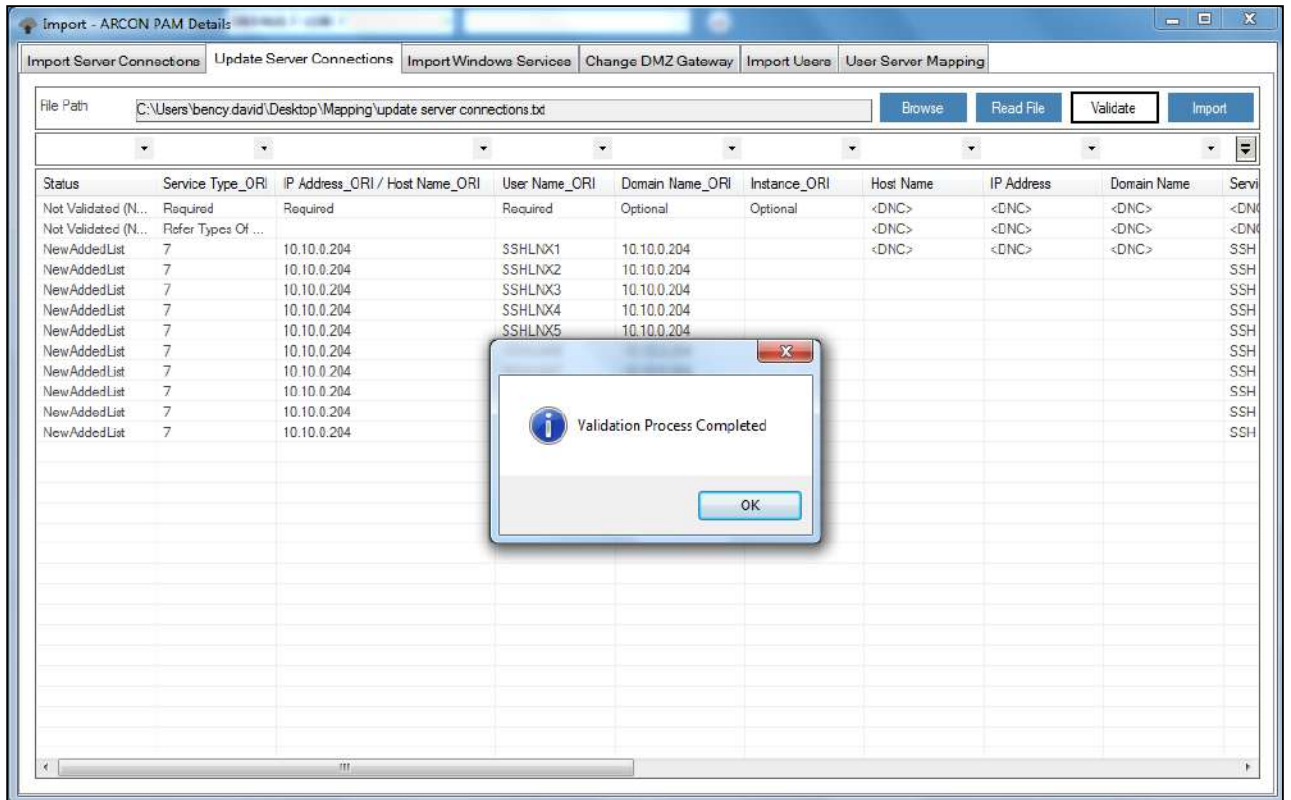 Import - ARCON PAM Details
Import Server Connections Update Server Connections Import Windows Services Change DMZ Gateway Import Users User Server Mapping
File Path C:\Users\bency.david\Desktop\Mapping\update server connections.txt Browse Read File Validate Import
Status Service Type_ORI IP Address_ORI / Host Name_ORI User Name_ORI Domain Name_ORI Instance_ORI Host Name IP Address Domain Name Servi
Not Validated (N... Required Required Required Optional Optional <DNC> <DNC> <DNC> <DN
Not Validated (N... Refer Types Of ... <DNC> <DNC> <DNC> <DN
NewAddedList 7 10.10.0.204 SSHLNX1 10.10.0.204 <DNC> <DNC> <DNC> SSH
NewAddedList 7 10.10.0.204 SSHLNX2 10.10.0.204 SSH
NewAddedList 7 10.10.0.204 SSHLNX3 10.10.0.204 SSH
NewAddedList 7 10.10.0.204 SSHLNX4 10.10.0.204 SSH
NewAddedList 7 10.10.0.204 SSHLNX5 10.10.0.204 SSH
NewAddedList 7 10.10.0.204 SSH
NewAddedList 7 10.10.0.204 SSH
NewAddedList 7 10.10.0.204 SSH
NewAddedList 7 10.10.0.204 SSH
NewAddedList 7 10.10.0.204 SSH
Validation Process Completed
OK